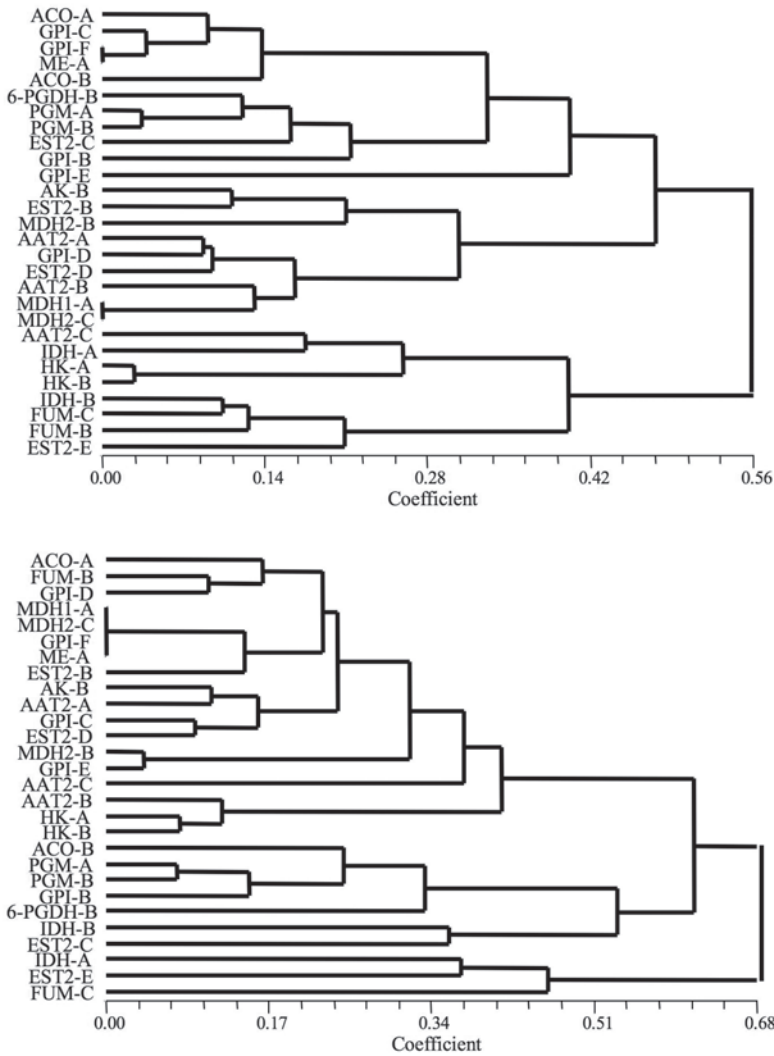 ACO-A
GPI-C
GPI-F
ME-A
ACO-B
6-PGDH-B
PGM-A
PGM-B
EST2-C
GPI-B
GPI-E
AK-B
EST2-B
MDH2-B
AAT2-A
GPI-D
EST2-D
AAT2-B
MDH1-A
MDH2-C
AAT2-C
IDH-A
HK-A
HK-B
IDH-B
FUM-C
FUM-B
EST2-E
0.00 0.14 0.28 0.42 0.56
Coefficient
ACO-A
FUM-B
GPI-D
MDH1-A
MDH2-C
GPI-F
ME-A
EST2-B
AK-B
AAT2-A
GPI-C
EST2-D
MDH2-B
GPI-E
AAT2-C
AAT2-B
HK-A
HK-B
ACO-B
PGM-A
PGM-B
GPI-B
6-PGDH-B
IDH-B
EST2-C
IDH-A
EST2-E
FUM-C
0.00 0.17 0.34 0.51 0.68
Coefficient